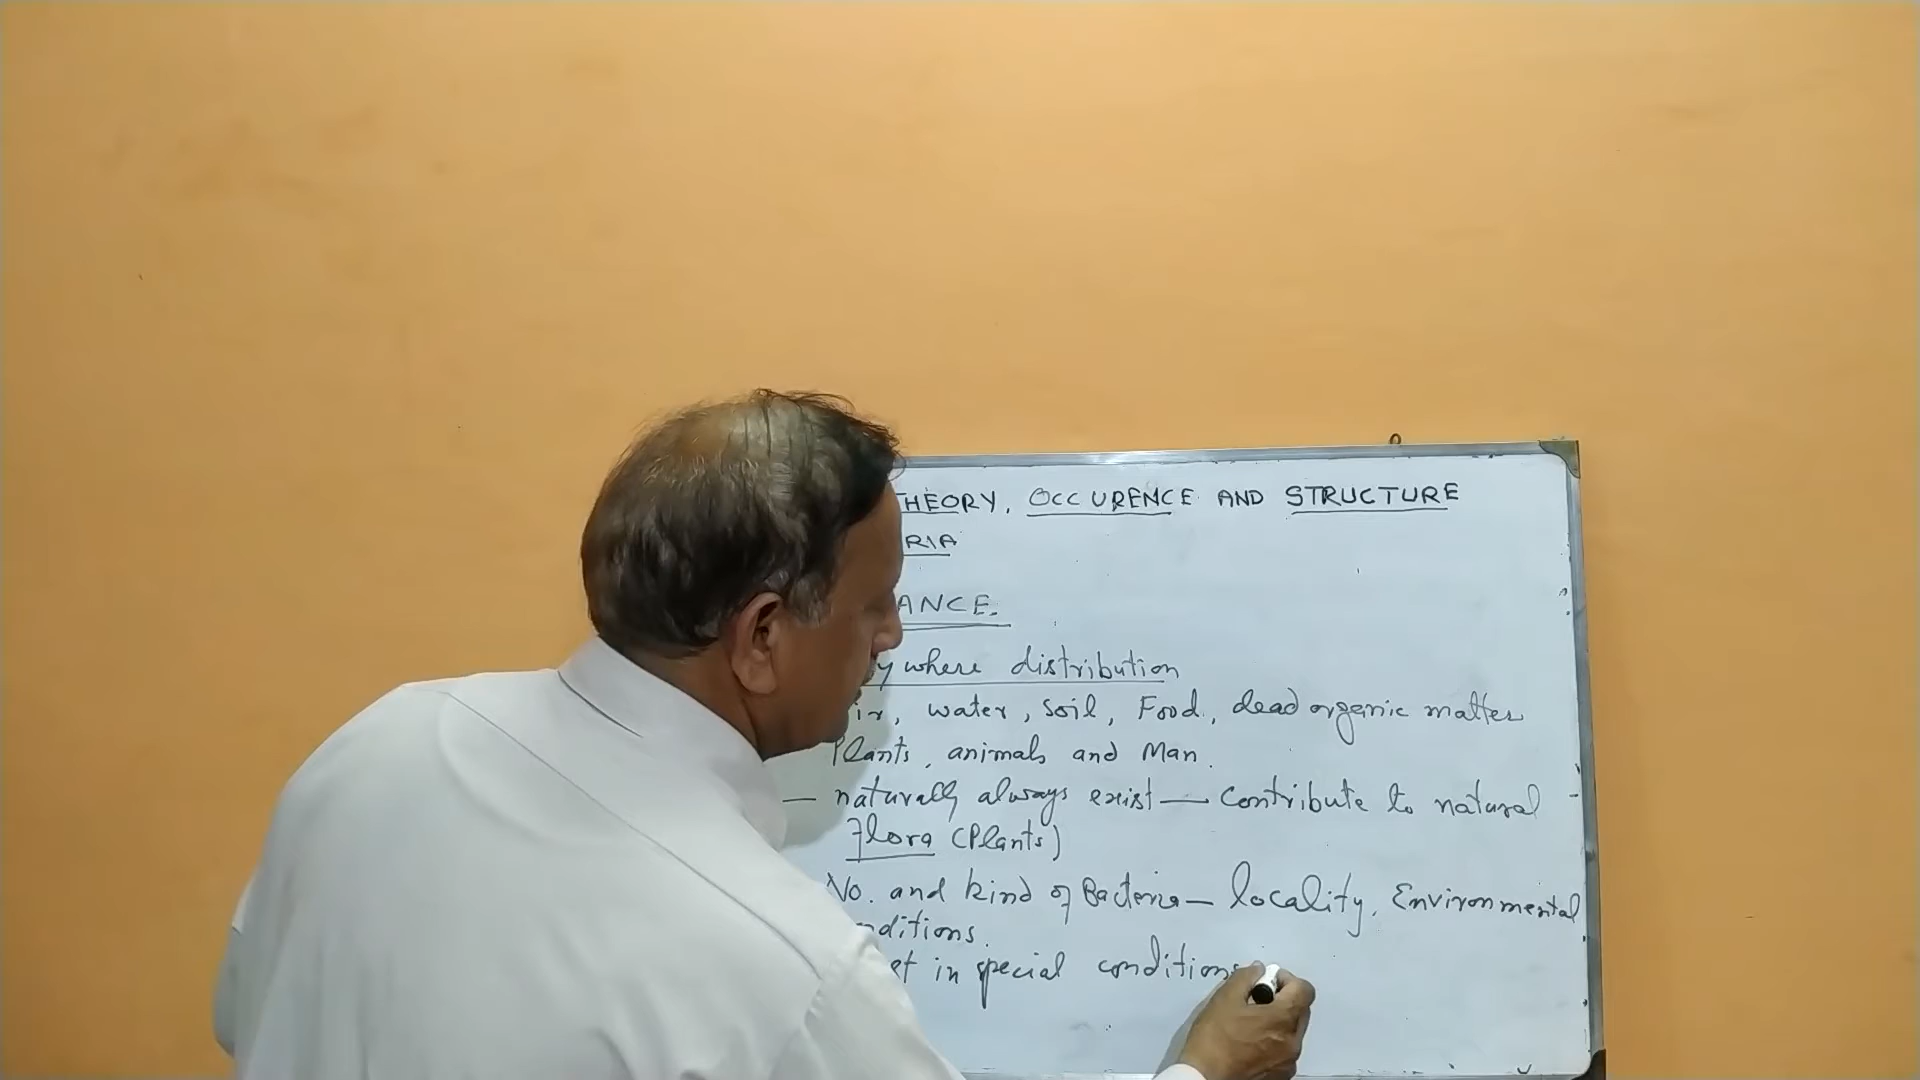 THEORY, OCCURENCE AND STRUCTURE
RIA
ANCE.
ywhere distribution
ir, water, soil, Food, dead organic matter
Plants, animals and Man.
— naturally always exist — Contribute to natural
Flora (Plants)
No. and kind of Bacteria — locality, Environmental
nditions.
in special conditions